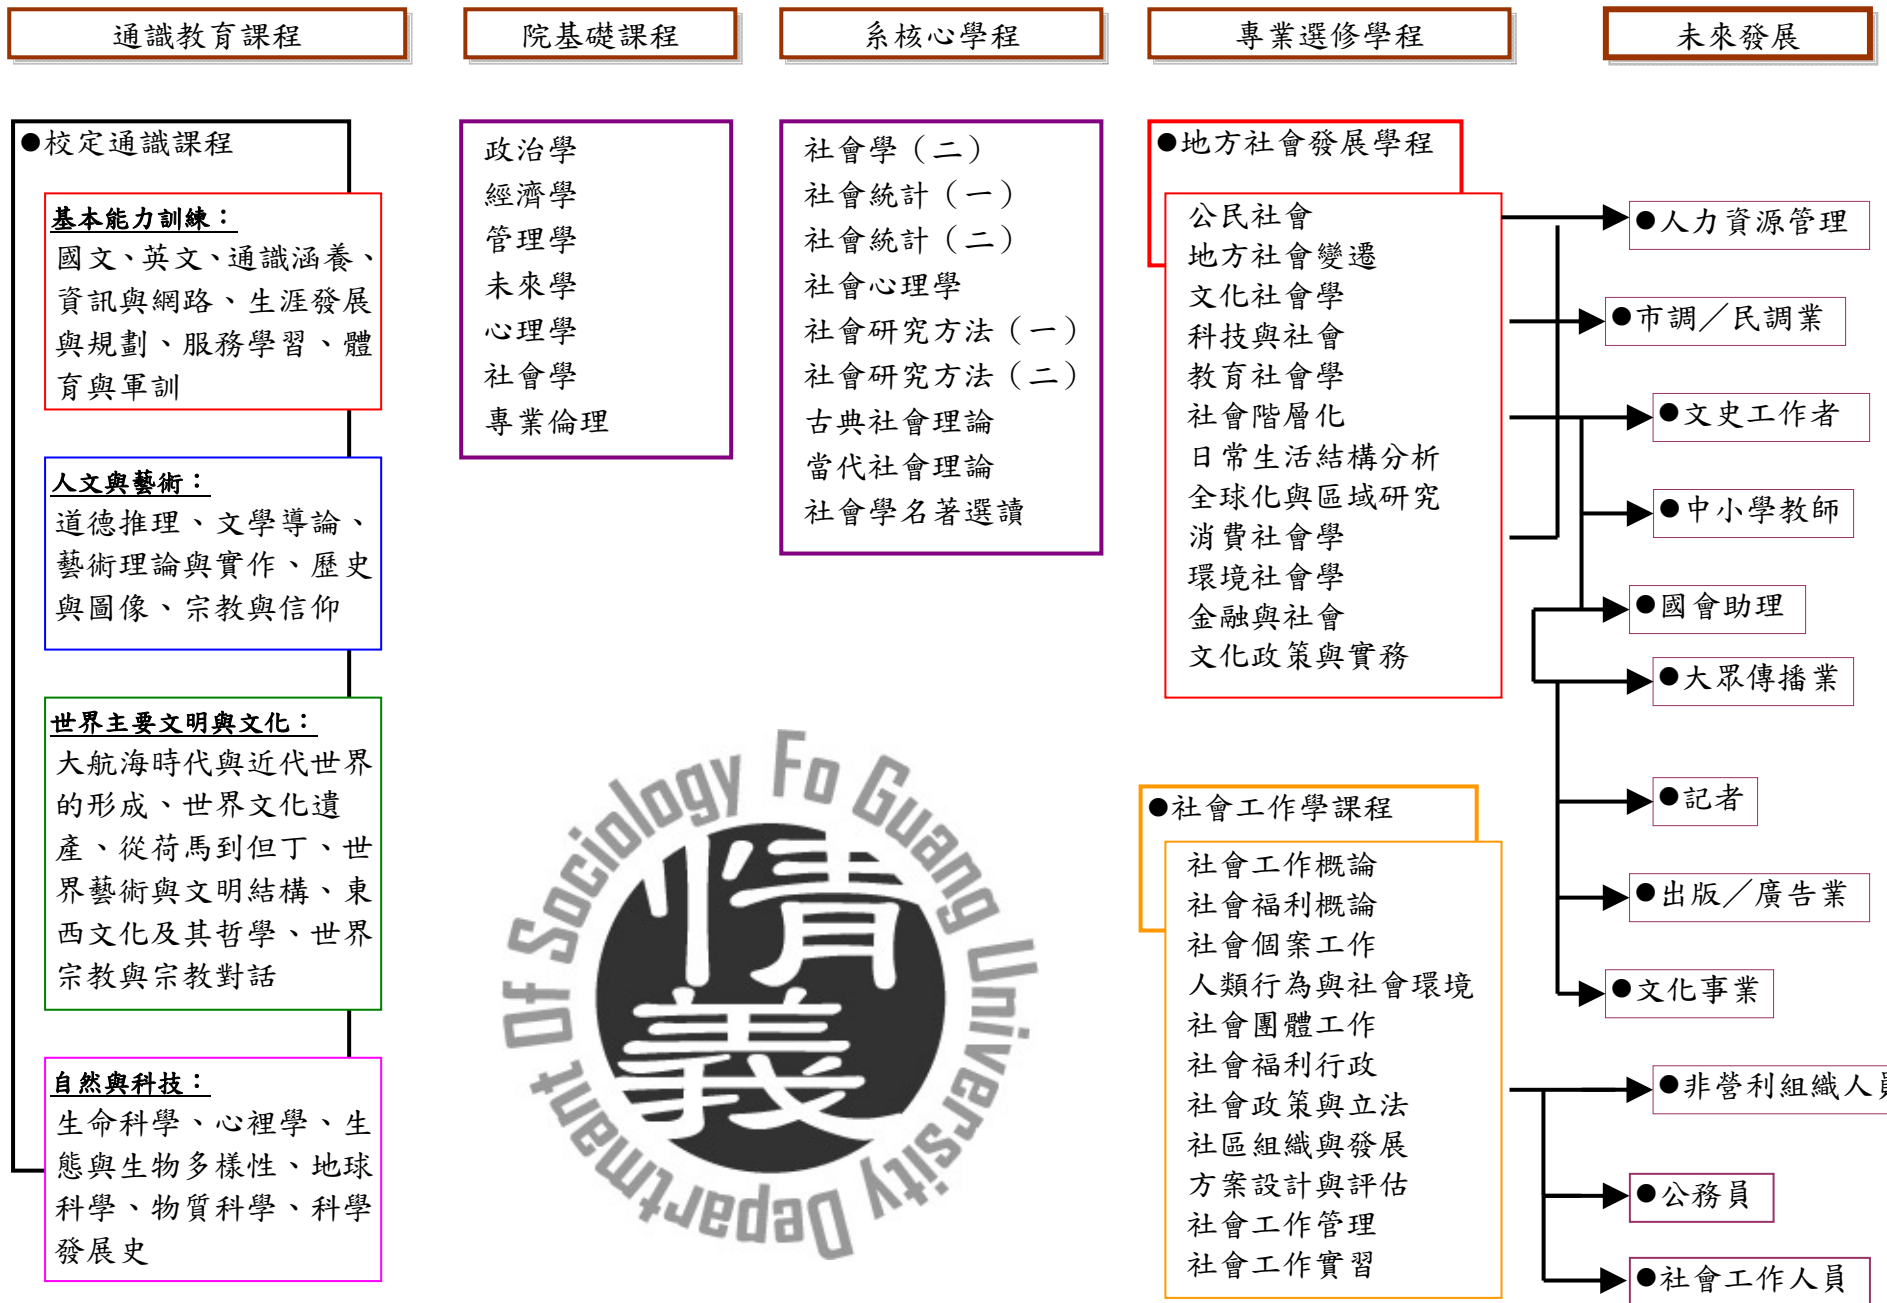 通識教育課程
院基礎課程
系核心學程
專業選修學程
未來發展
●校定通識課程
基本能力訓練：
國文、英文、通識涵養、
資訊與網路、生涯發展
與規劃、服務學習、體
育與軍訓
人文與藝術：
道德推理、文學導論、
藝術理論與實作、歷史
與圖像、宗教與信仰
世界主要文明與文化：
大航海時代與近代世界
的形成、世界文化遺
產、從荷馬到但丁、世
界藝術與文明結構、東
西文化及其哲學、世界
宗教與宗教對話
自然與科技：
生命科學、心裡學、生
態與生物多樣性、地球
科學、物質科學、科學
發展史
政治學
經濟學
管理學
未來學
心理學
社會學
專業倫理
社會學（二）
社會統計（一）
社會統計（二）
社會心理學
社會研究方法（一）
社會研究方法（二）
古典社會理論
當代社會理論
社會學名著選讀
Department Of Sociology Fo Guang University
情義
●地方社會發展學程
公民社會
地方社會變遷
文化社會學
科技與社會
教育社會學
社會階層化
日常生活結構分析
全球化與區域研究
消費社會學
環境社會學
金融與社會
文化政策與實務
●社會工作學課程
社會工作概論
社會福利概論
社會個案工作
人類行為與社會環境
社會團體工作
社會福利行政
社會政策與立法
社區組織與發展
方案設計與評估
社會工作管理
社會工作實習
●人力資源管理
●市調／民調業
●文史工作者
●中小學教師
●國會助理
●大眾傳播業
●記者
●出版／廣告業
●文化事業
●非營利組織人員
●公務員
●社會工作人員